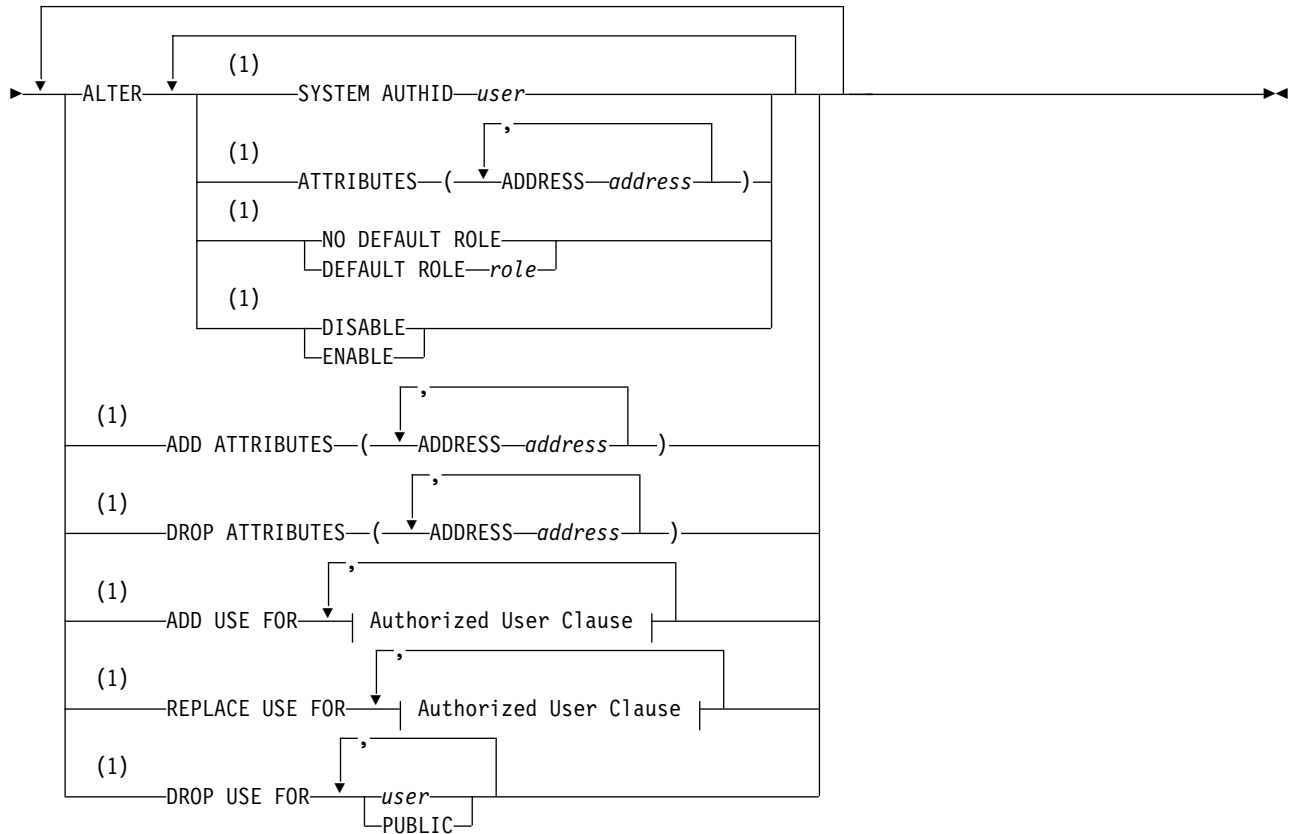 (1)
ALTER SYSTEM AUTHID user
,
(1)
ATTRIBUTES ( ADDRESS address )
(1)
NO DEFAULT ROLE
DEFAULT ROLE role
(1)
DISABLE
ENABLE
,
(1)
ADD ATTRIBUTES ( ADDRESS address )
,
(1)
DROP ATTRIBUTES ( ADDRESS address )
,
(1)
ADD USE FOR Authorized User Clause
,
(1)
REPLACE USE FOR Authorized User Clause
,
(1)
DROP USE FOR user
PUBLIC